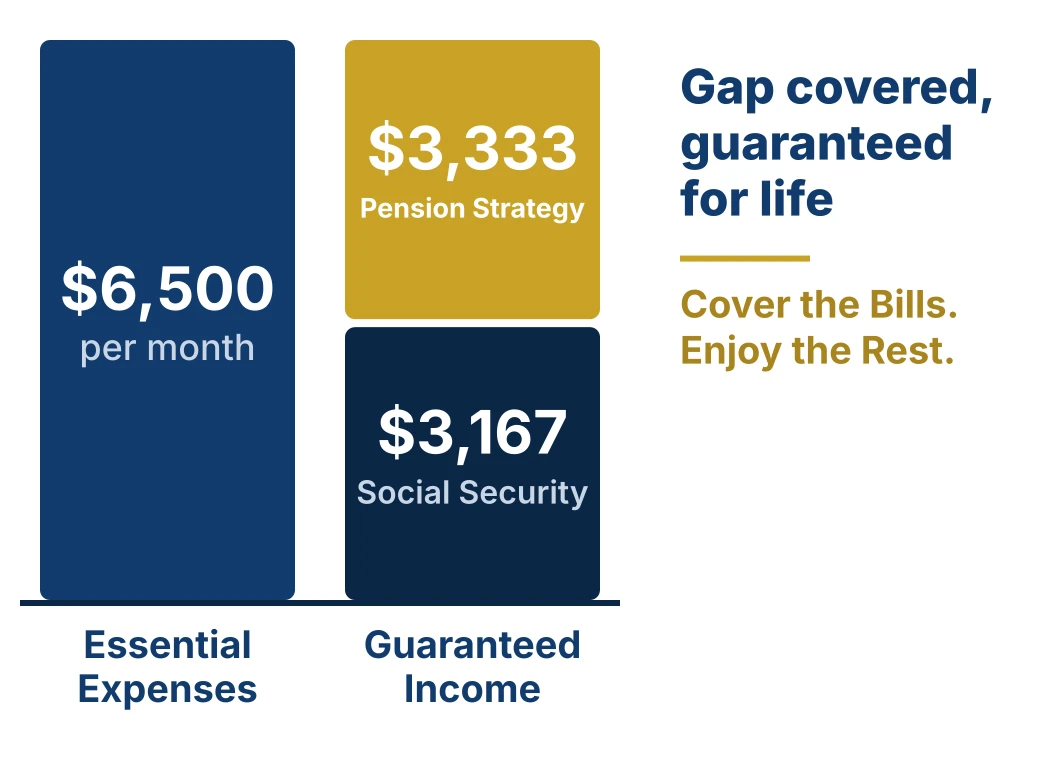 $6,500
per month
Essential
Expenses
$3,333
Pension Strategy
$3,167
Social Security
Guaranteed
Income
Gap covered,
guaranteed
for life
Cover the Bills.
Enjoy the Rest.